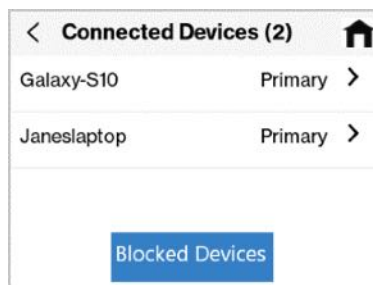 Connected Devices (2)
Galaxy-S10 Primary
Janeslaptop Primary
Blocked Devices